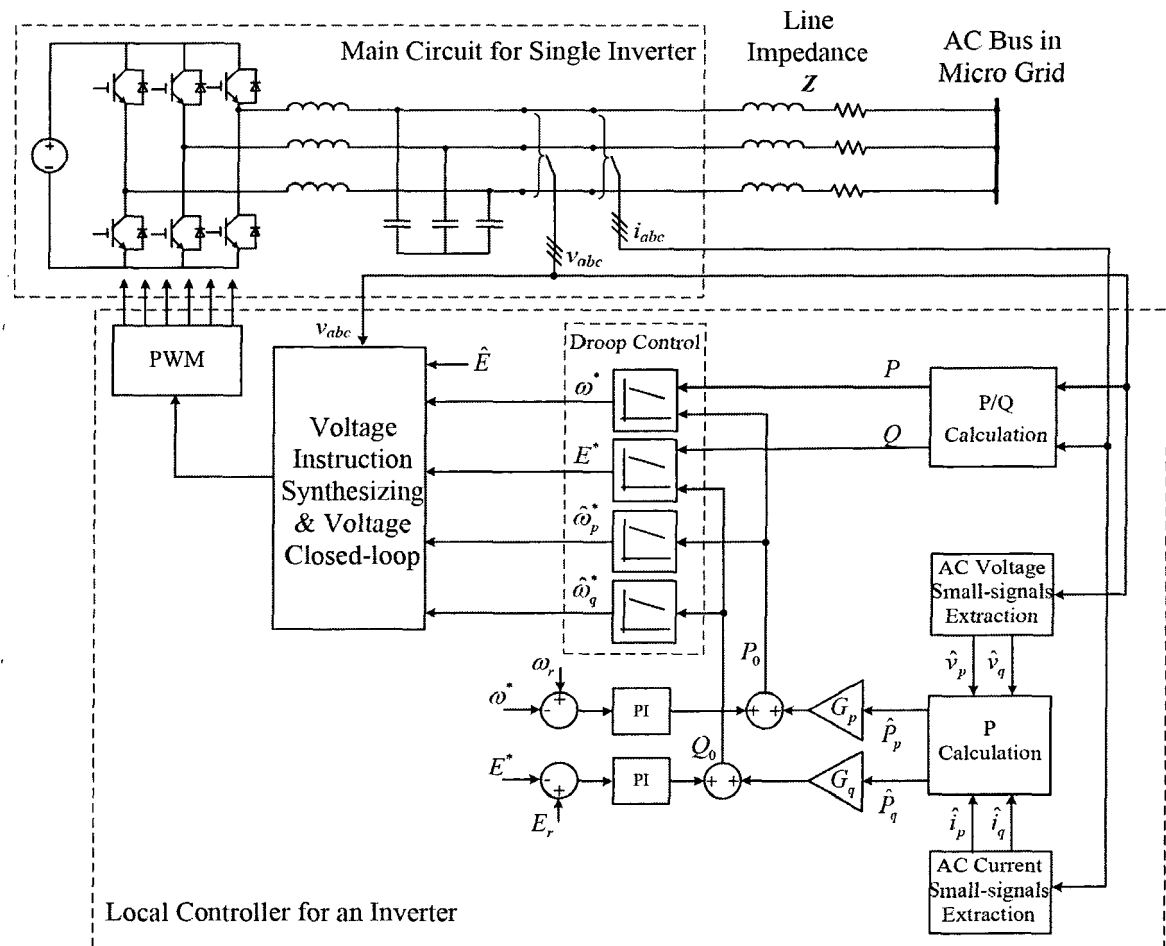 Main Circuit for Single Inverter
Line
Impedance
Z
AC Bus in
Micro Grid
+
-
i_abc
v_abc
v_abc
PWM
Voltage
Instruction
Synthesizing
& Voltage
Closed-loop
Ê
Droop Control
ω*
E*
ω̂*_p
ω̂*_q
P
Q
P/Q
Calculation
AC Voltage
Small-signals
Extraction
v̂_p
v̂_q
P_0
ω_r
+
ω*
-
PI
+ +
G_p
P̂_p
P
Calculation
Q_0
E*
-
+
E_r
PI
+ +
G_q
P̂_q
î_p
î_q
AC Current
Small-signals
Extraction
Local Controller for an Inverter